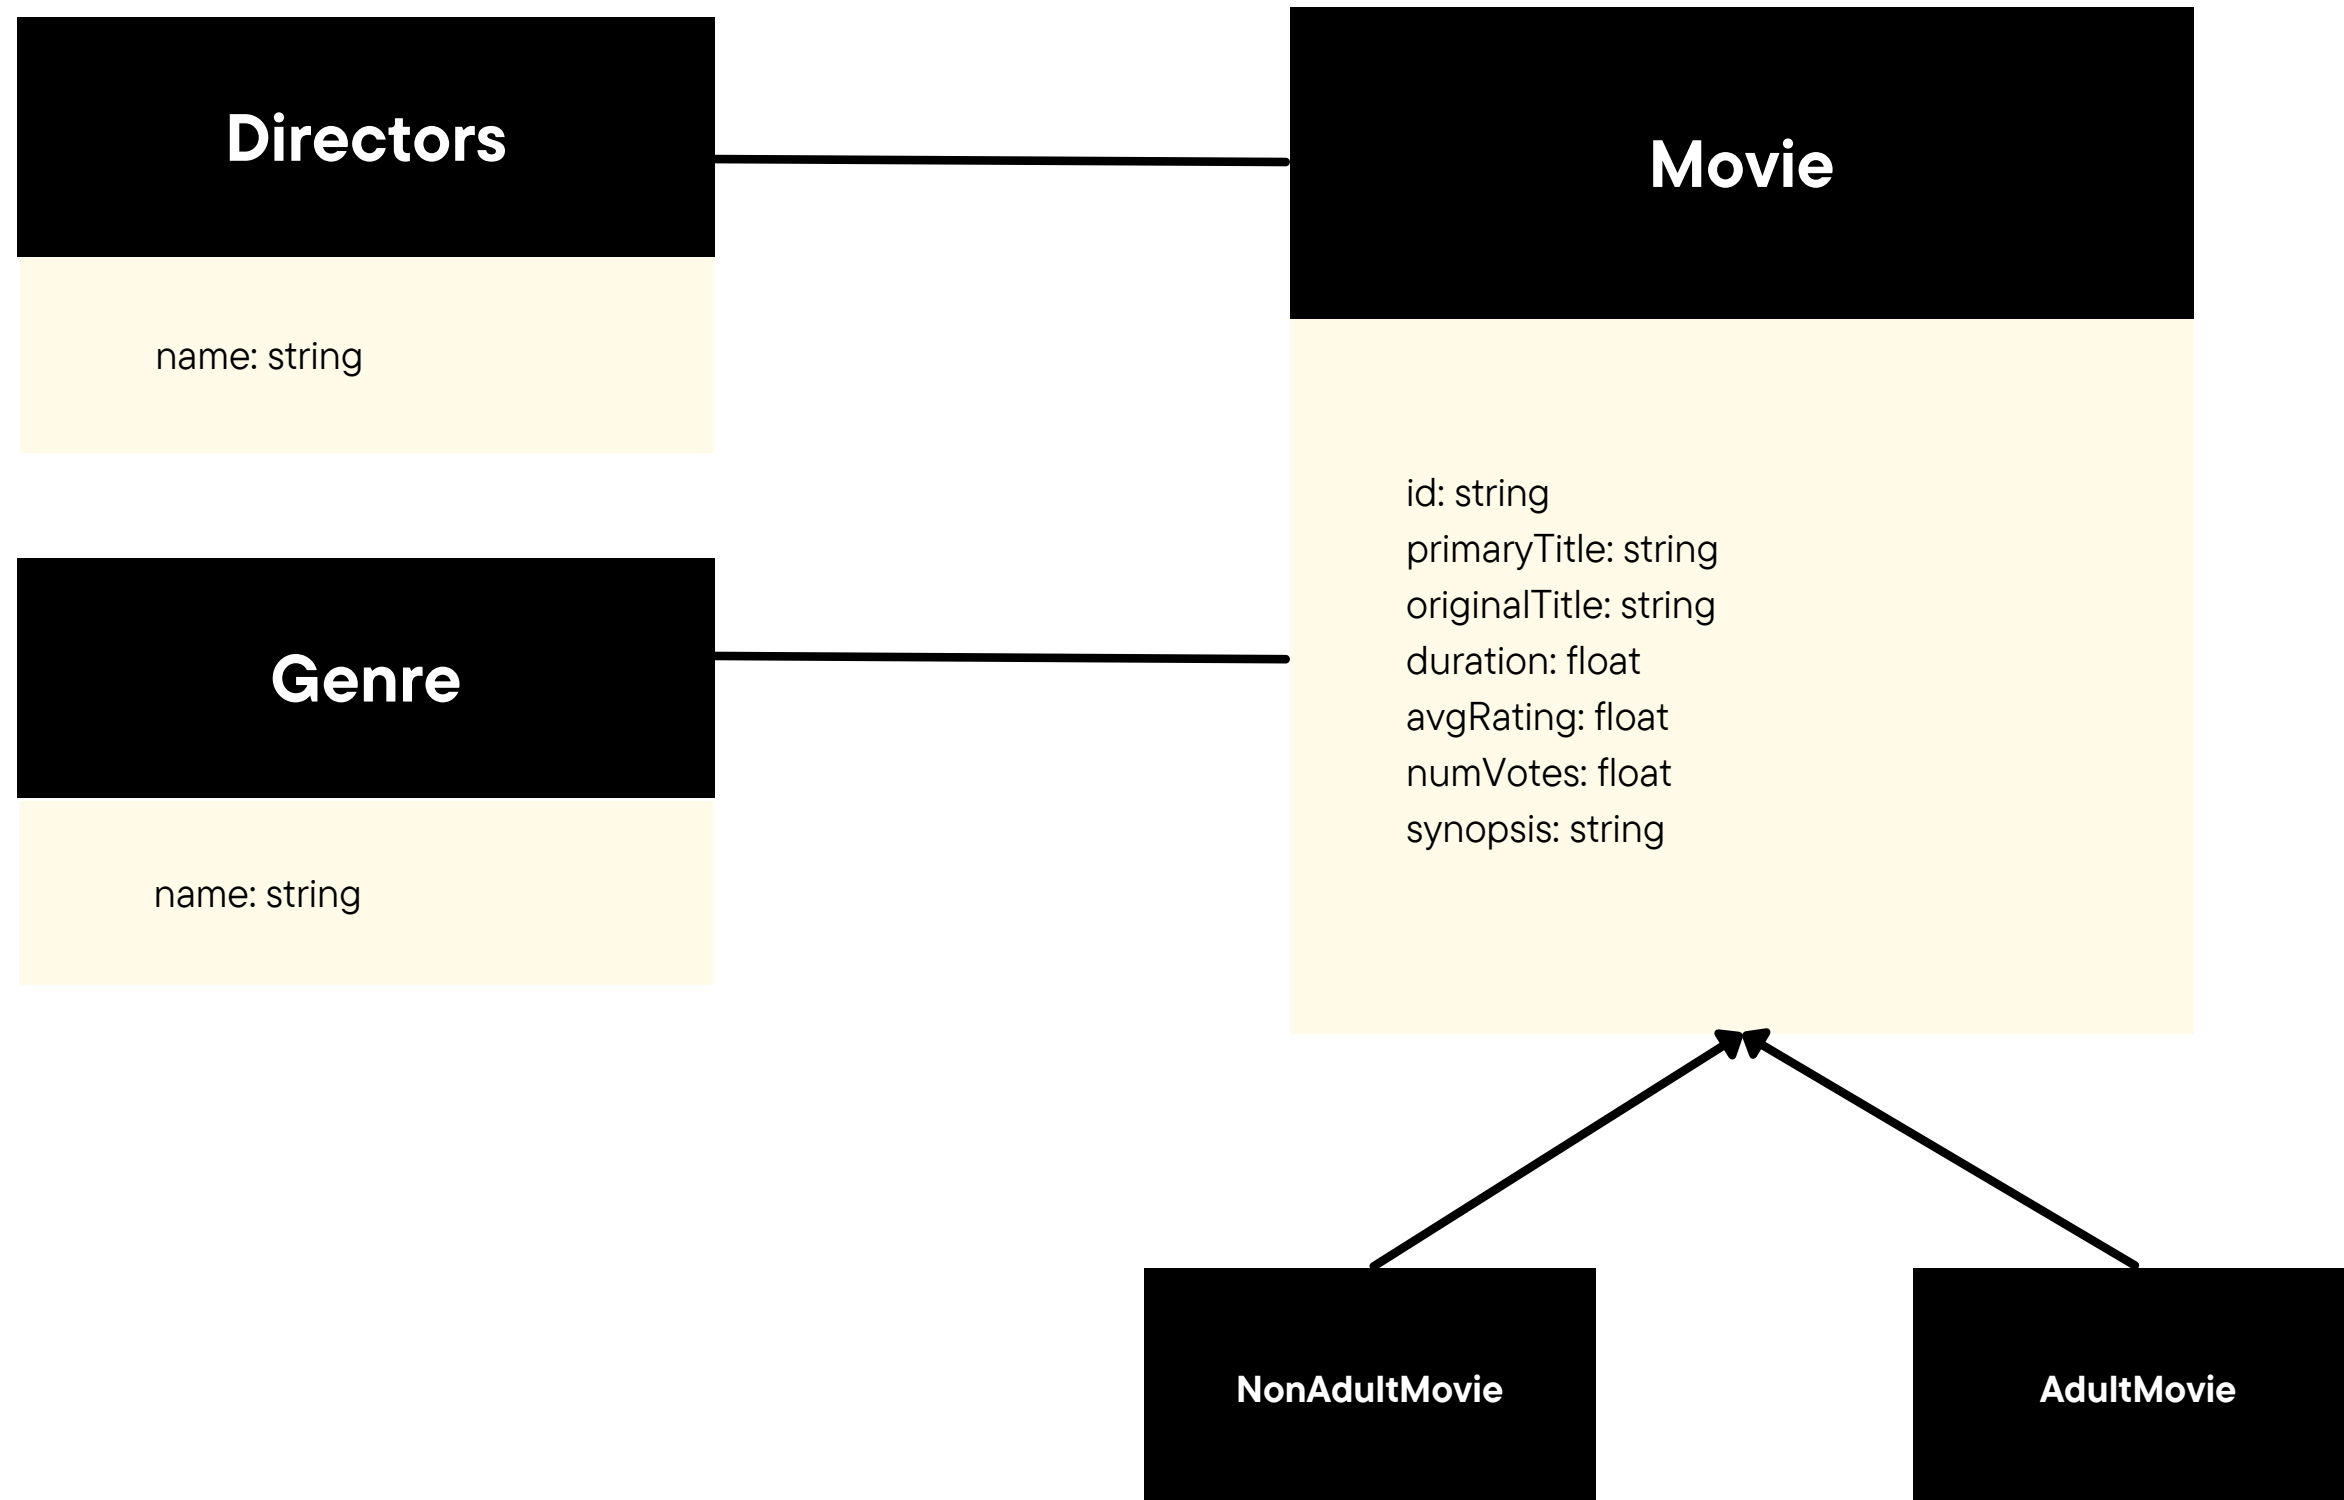 Directors
name: string
Genre
name: string
Movie
id: string
primaryTitle: string
originalTitle: string
duration: float
avgRating: float
numVotes: float
synopsis: string
NonAdultMovie
AdultMovie